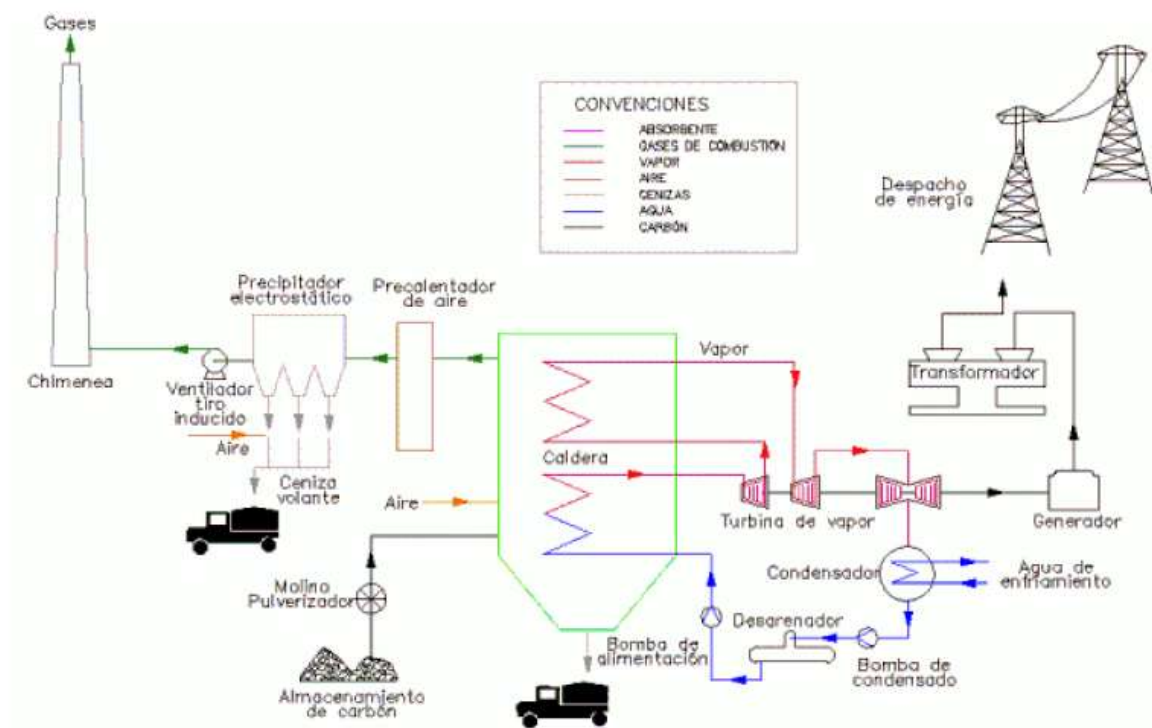 Gases
CONVENCIONES
ABSORBENTE
GASES DE COMBUSTIÓN
VAPOR
AIRE
CENIZAS
AGUA
CARBÓN
Despacho
de energía
Precipitador
electrostático
Precalentador
de aire
Vapor
Transformador
Chimenea
Ventilador
tiro
inducido
Aire
Ceniza
volante
Caldera
Aire
Turbina de vapor
Generador
Molino
Pulverizador
Condensador
Agua de
enfriamiento
Desarenador
Bomba de
alimentación
Bomba de
condensado
Almacenamiento
de carbón